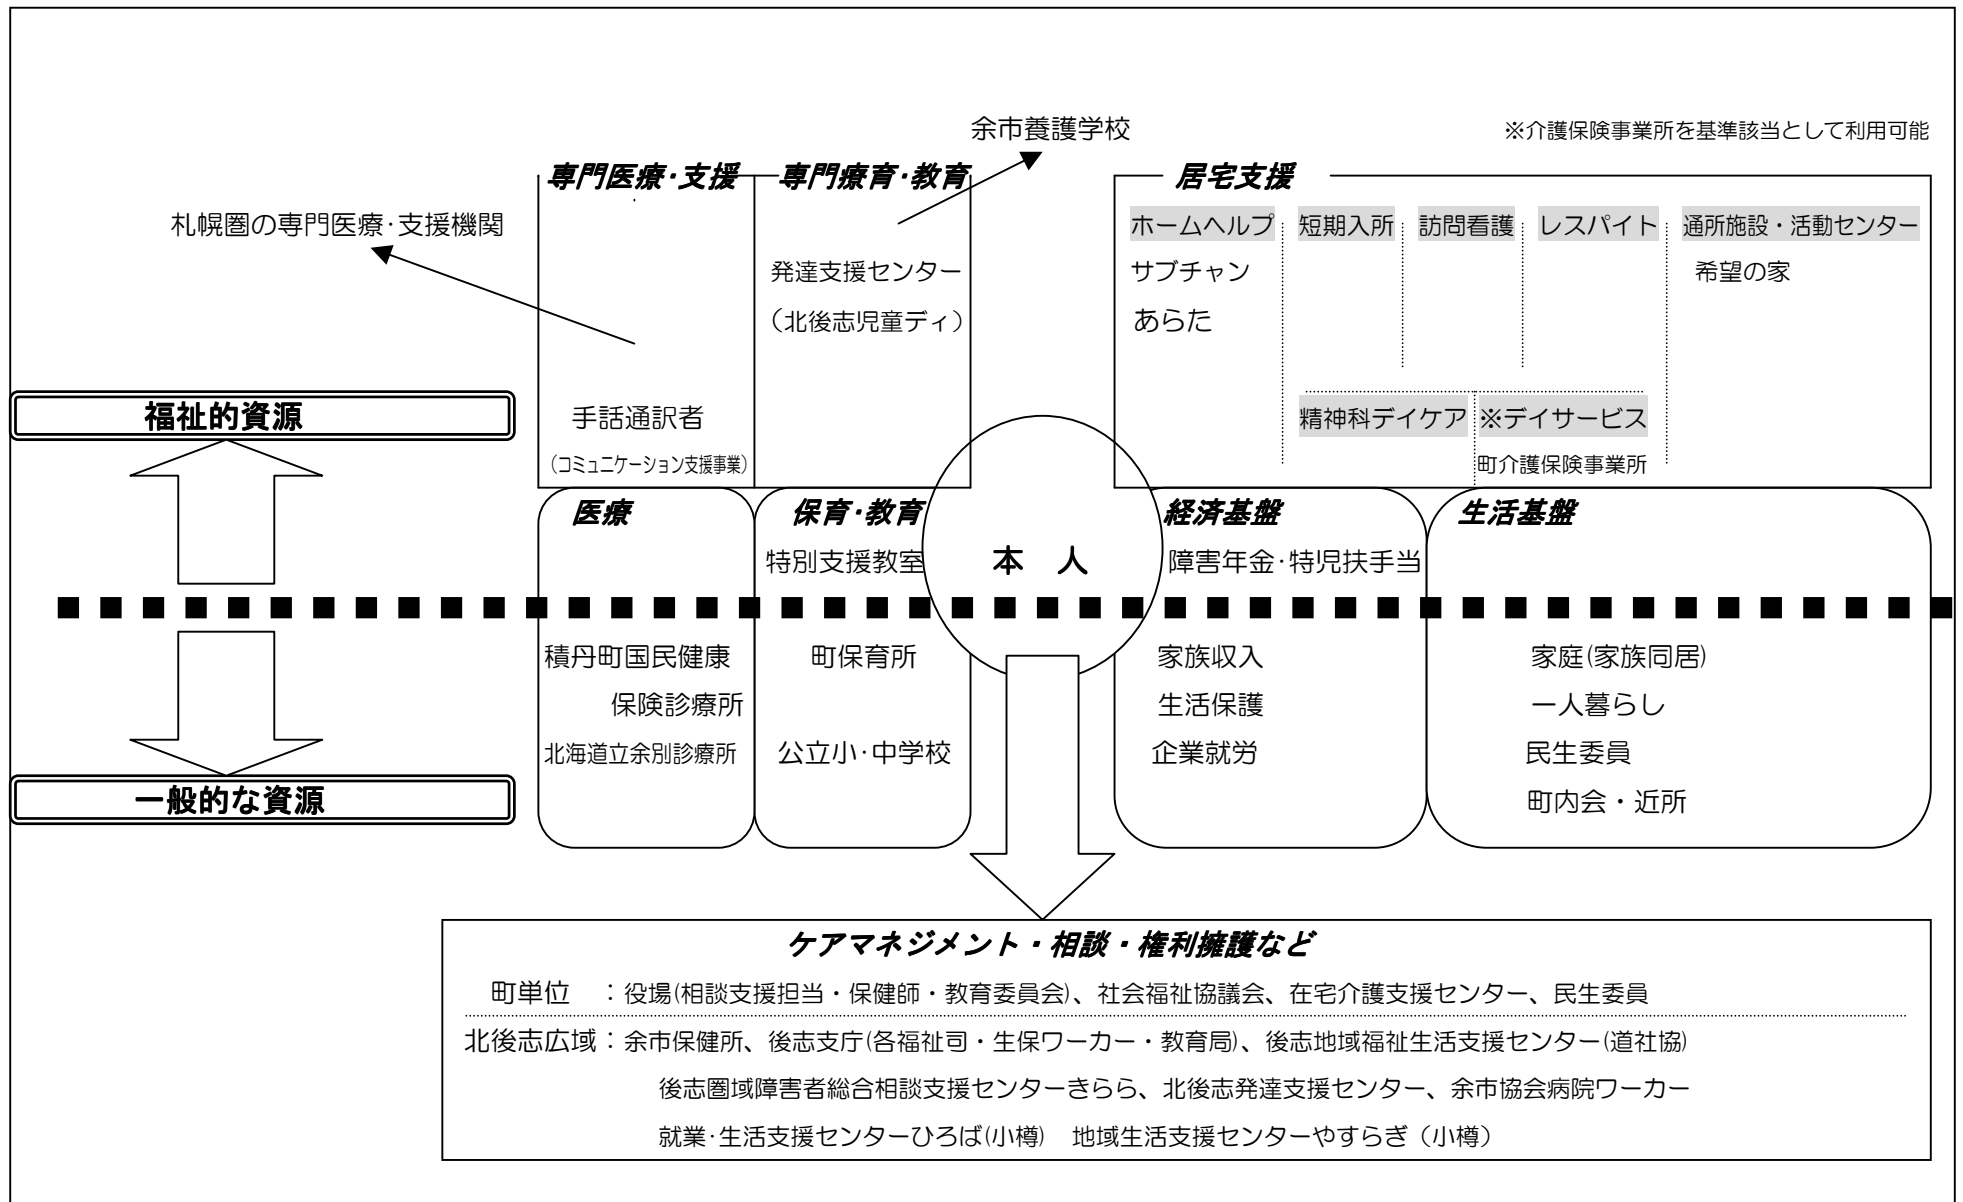 余市養護学校
※介護保険事業所を基準該当として利用可能
専門医療・支援
専門療育・教育
居宅支援
札幌圏の専門医療・支援機関
ホームヘルプ
短期入所
訪問看護
レスパイト
通所施設・活動センター
発達支援センター
サブチャン
希望の家
（北後志児童ディ）
あらた
福祉的資源
手話通訳者
精神科デイケア
※デイサービス
（コミュニケーション支援事業）
町介護保険事業所
医療
保育・教育
経済基盤
生活基盤
特別支援教室
本　人
障害年金・特児扶手当
積丹町国民健康
保険診療所
町保育所
家族収入
家庭(家族同居)
生活保護
一人暮らし
北海道立余別診療所
公立小・中学校
企業就労
民生委員
一般的な資源
町内会・近所
ケアマネジメント・相談・権利擁護など
町単位　：役場(相談支援担当・保健師・教育委員会)、社会福祉協議会、在宅介護支援センター、民生委員
北後志広域：余市保健所、後志支庁(各福祉司・生保ワーカー・教育局)、後志地域福祉生活支援センター(道社協)
後志圏域障害者総合相談支援センターきらら、北後志発達支援センター、余市協会病院ワーカー
就業・生活支援センターひろば(小樽)　地域生活支援センターやすらぎ（小樽）